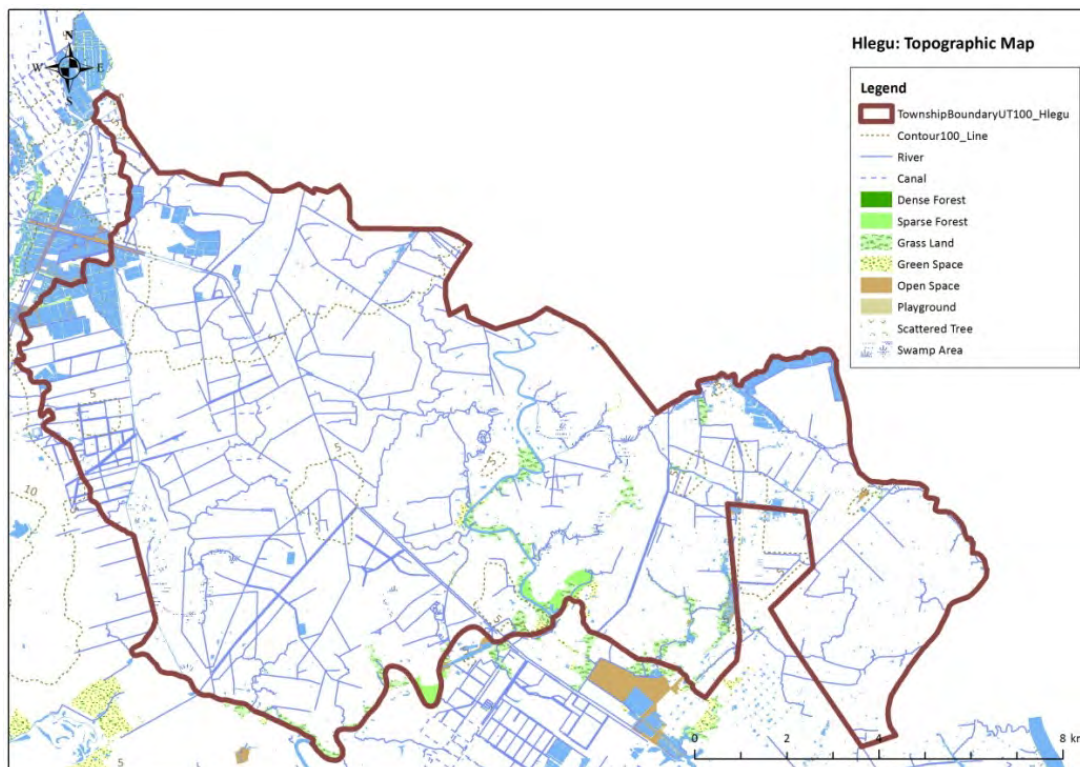 N
W E
S
Hlegu: Topographic Map
Legend
TownshipBoundaryUT100_Hlegu
Contour100_Line
River
Canal
Dense Forest
Sparse Forest
Grass Land
Green Space
Open Space
Playground
Scattered Tree
Swamp Area
5
5
10
5
5
0 2 4 8 km